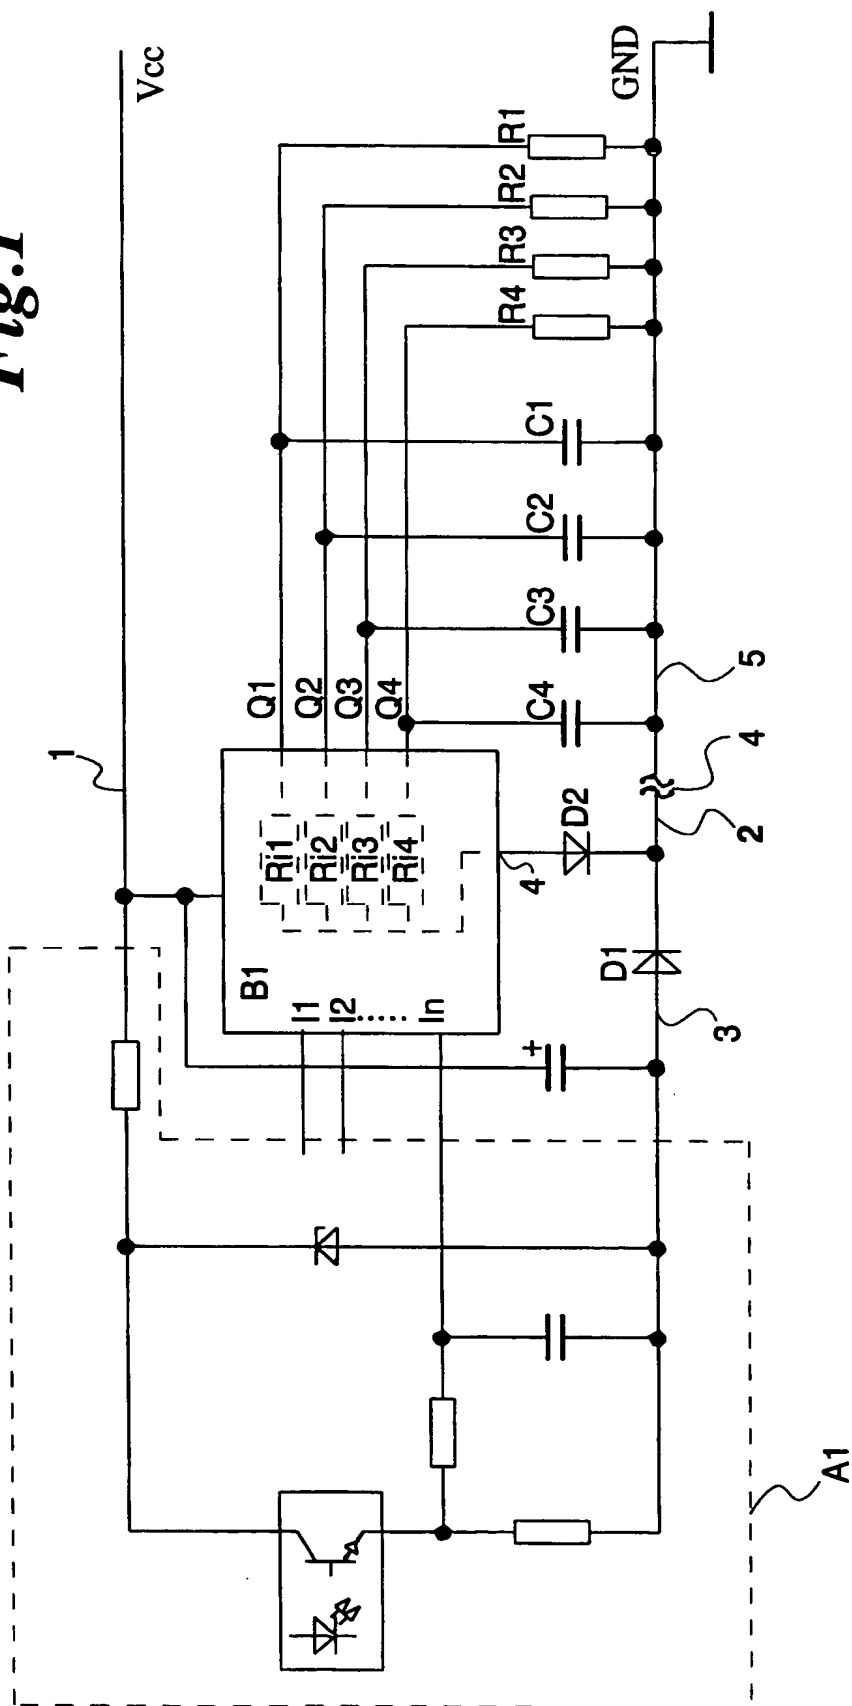 Fig.1
Vcc
GND
1
R1
R2
R3
R4
C1
C2
C3
C4
Q1
Q2
Q3
Q4
Ri1
Ri2
Ri3
Ri4
B1
I1
I2
.....
In
4
D2
D1
+
2
3
4
5
A1